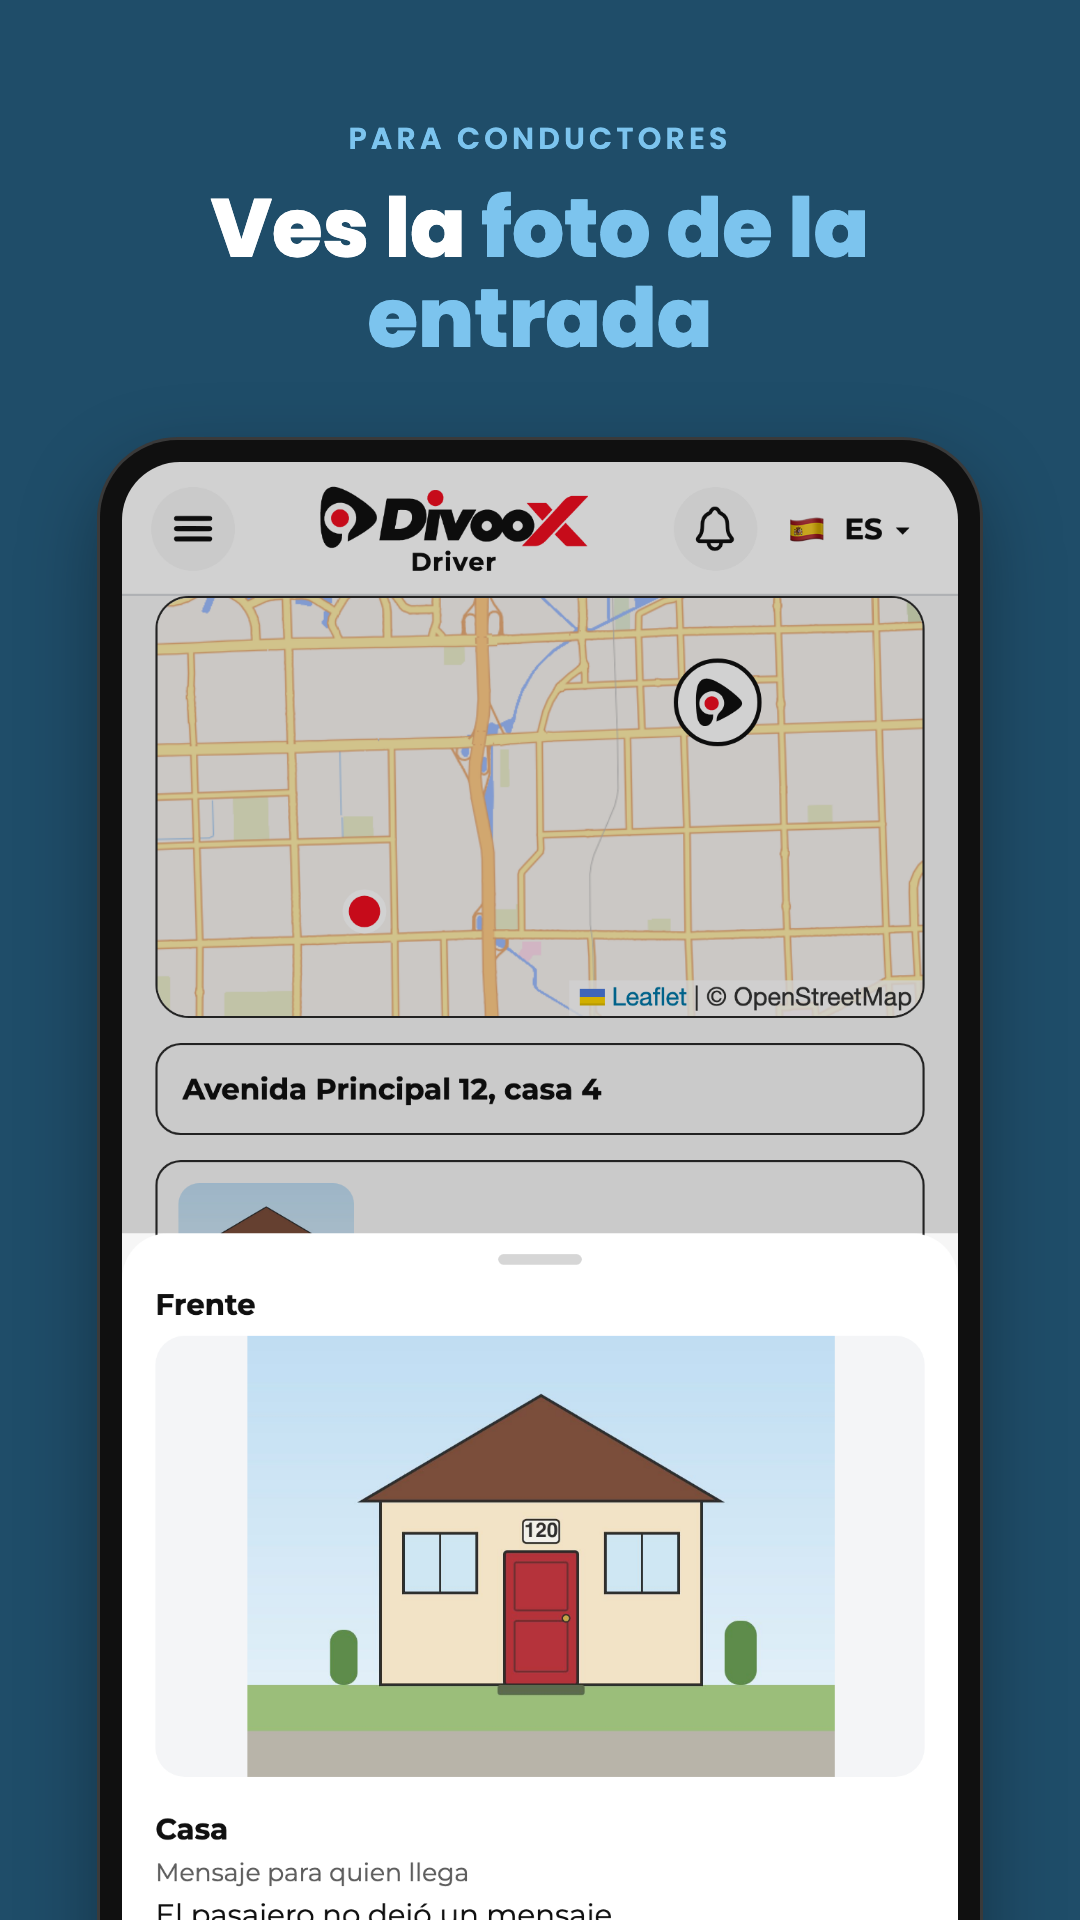 PARA CONDUCTORES
Ves la foto de la
entrada
DivooX
Driver
ES
Leaflet | © OpenStreetMap
Avenida Principal 12, casa 4
Frente
120
Casa
Mensaje para quien llega
El pasajero no dejó un mensaje